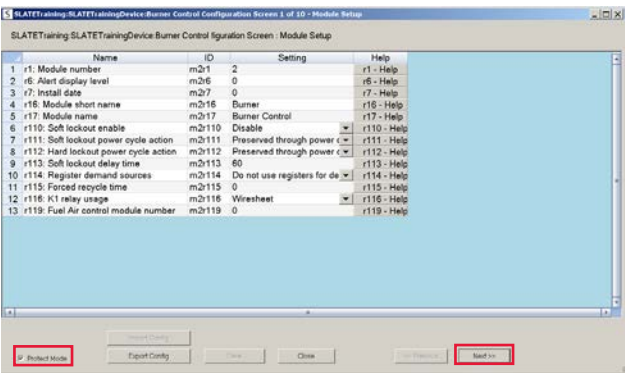 SLATETraining:SLATETrainingDevice:Burner Control Configuration Screen 1 of 10 - Module Setup
SLATETraining:SLATETrainingDevice:Burner Control figuration Screen : Module Setup
Name ID Setting Help
1 r1: Module number m2r1 2 r1 - Help
2 r6: Alert display level m2r6 0 r6 - Help
3 r7: Install date m2r7 0 r7 - Help
4 r16: Module short name m2r16 Burner r16 - Help
5 r17: Module name m2r17 Burner Control r17 - Help
6 r110: Soft lockout enable m2r110 Disable r110 - Help
7 r111: Soft lockout power cycle action m2r111 Preserved through power c r111 - Help
8 r112: Hard lockout power cycle action m2r112 Preserved through power c r112 - Help
9 r113: Soft lockout delay time m2r113 60 r113 - Help
10 r114: Register demand sources m2r114 Do not use registers for de r114 - Help
11 r115: Forced recycle time m2r115 0 r115 - Help
12 r116: K1 relay usage m2r116 Wiresheet r116 - Help
13 r119: Fuel Air control module number m2r119 0 r119 - Help
Import Config
Protect Mode Export Config Save Close << Previous Next >>